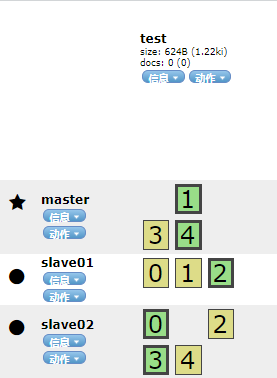 test
size: 624B (1.22ki)
docs: 0 (0)
信息 动作
master
信息
动作
1
3 4
slave01
信息
动作
0 1 2
slave02
信息
动作
0 2
3 4